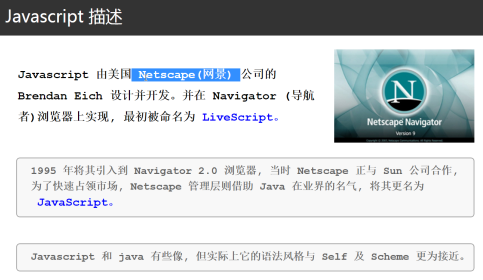 Javascript 描述
Javascript 由美国 Netscape(网景) 公司的
Brendan Eich 设计并开发。并在 Navigator (导航
者)浏览器上实现, 最初被命名为 LiveScript。
N
Netscape Navigator
Version 9
1995 年将其引入到 Navigator 2.0 浏览器, 当时 Netscape 正与 Sun 公司合作,
为了快速占领市场, Netscape 管理层则借助 Java 在业界的名气, 将其更名为
JavaScript。
Javascript 和 java 有些像, 但实际上它的语法风格与 Self 及 Scheme 更为接近。